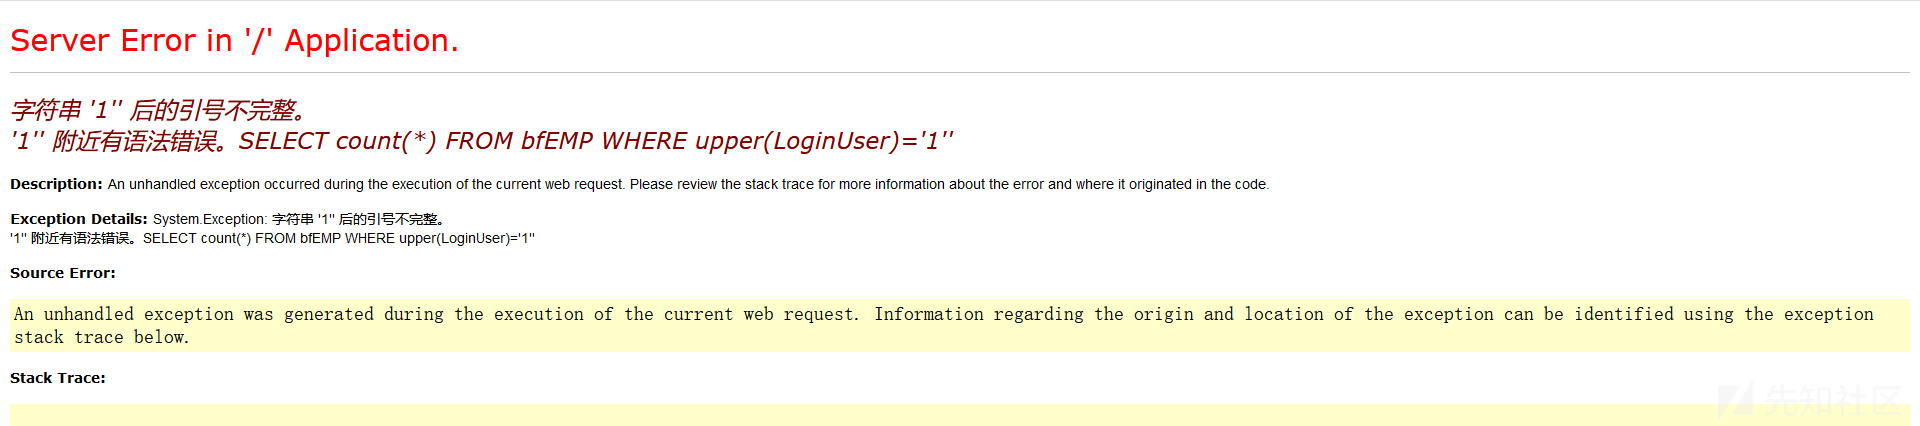 Server Error in '/' Application.
字符串 '1'' 后的引号不完整。
'1'' 附近有语法错误。SELECT count(*) FROM bfEMP WHERE upper(LoginUser)='1''
Description: An unhandled exception occurred during the execution of the current web request. Please review the stack trace for more information about the error and where it originated in the code.
Exception Details: System.Exception: 字符串 '1'' 后的引号不完整。
'1'' 附近有语法错误。SELECT count(*) FROM bfEMP WHERE upper(LoginUser)='1''
Source Error:
An unhandled exception was generated during the execution of the current web request. Information regarding the origin and location of the exception can be identified using the exception
stack trace below.
Stack Trace:
先知社区